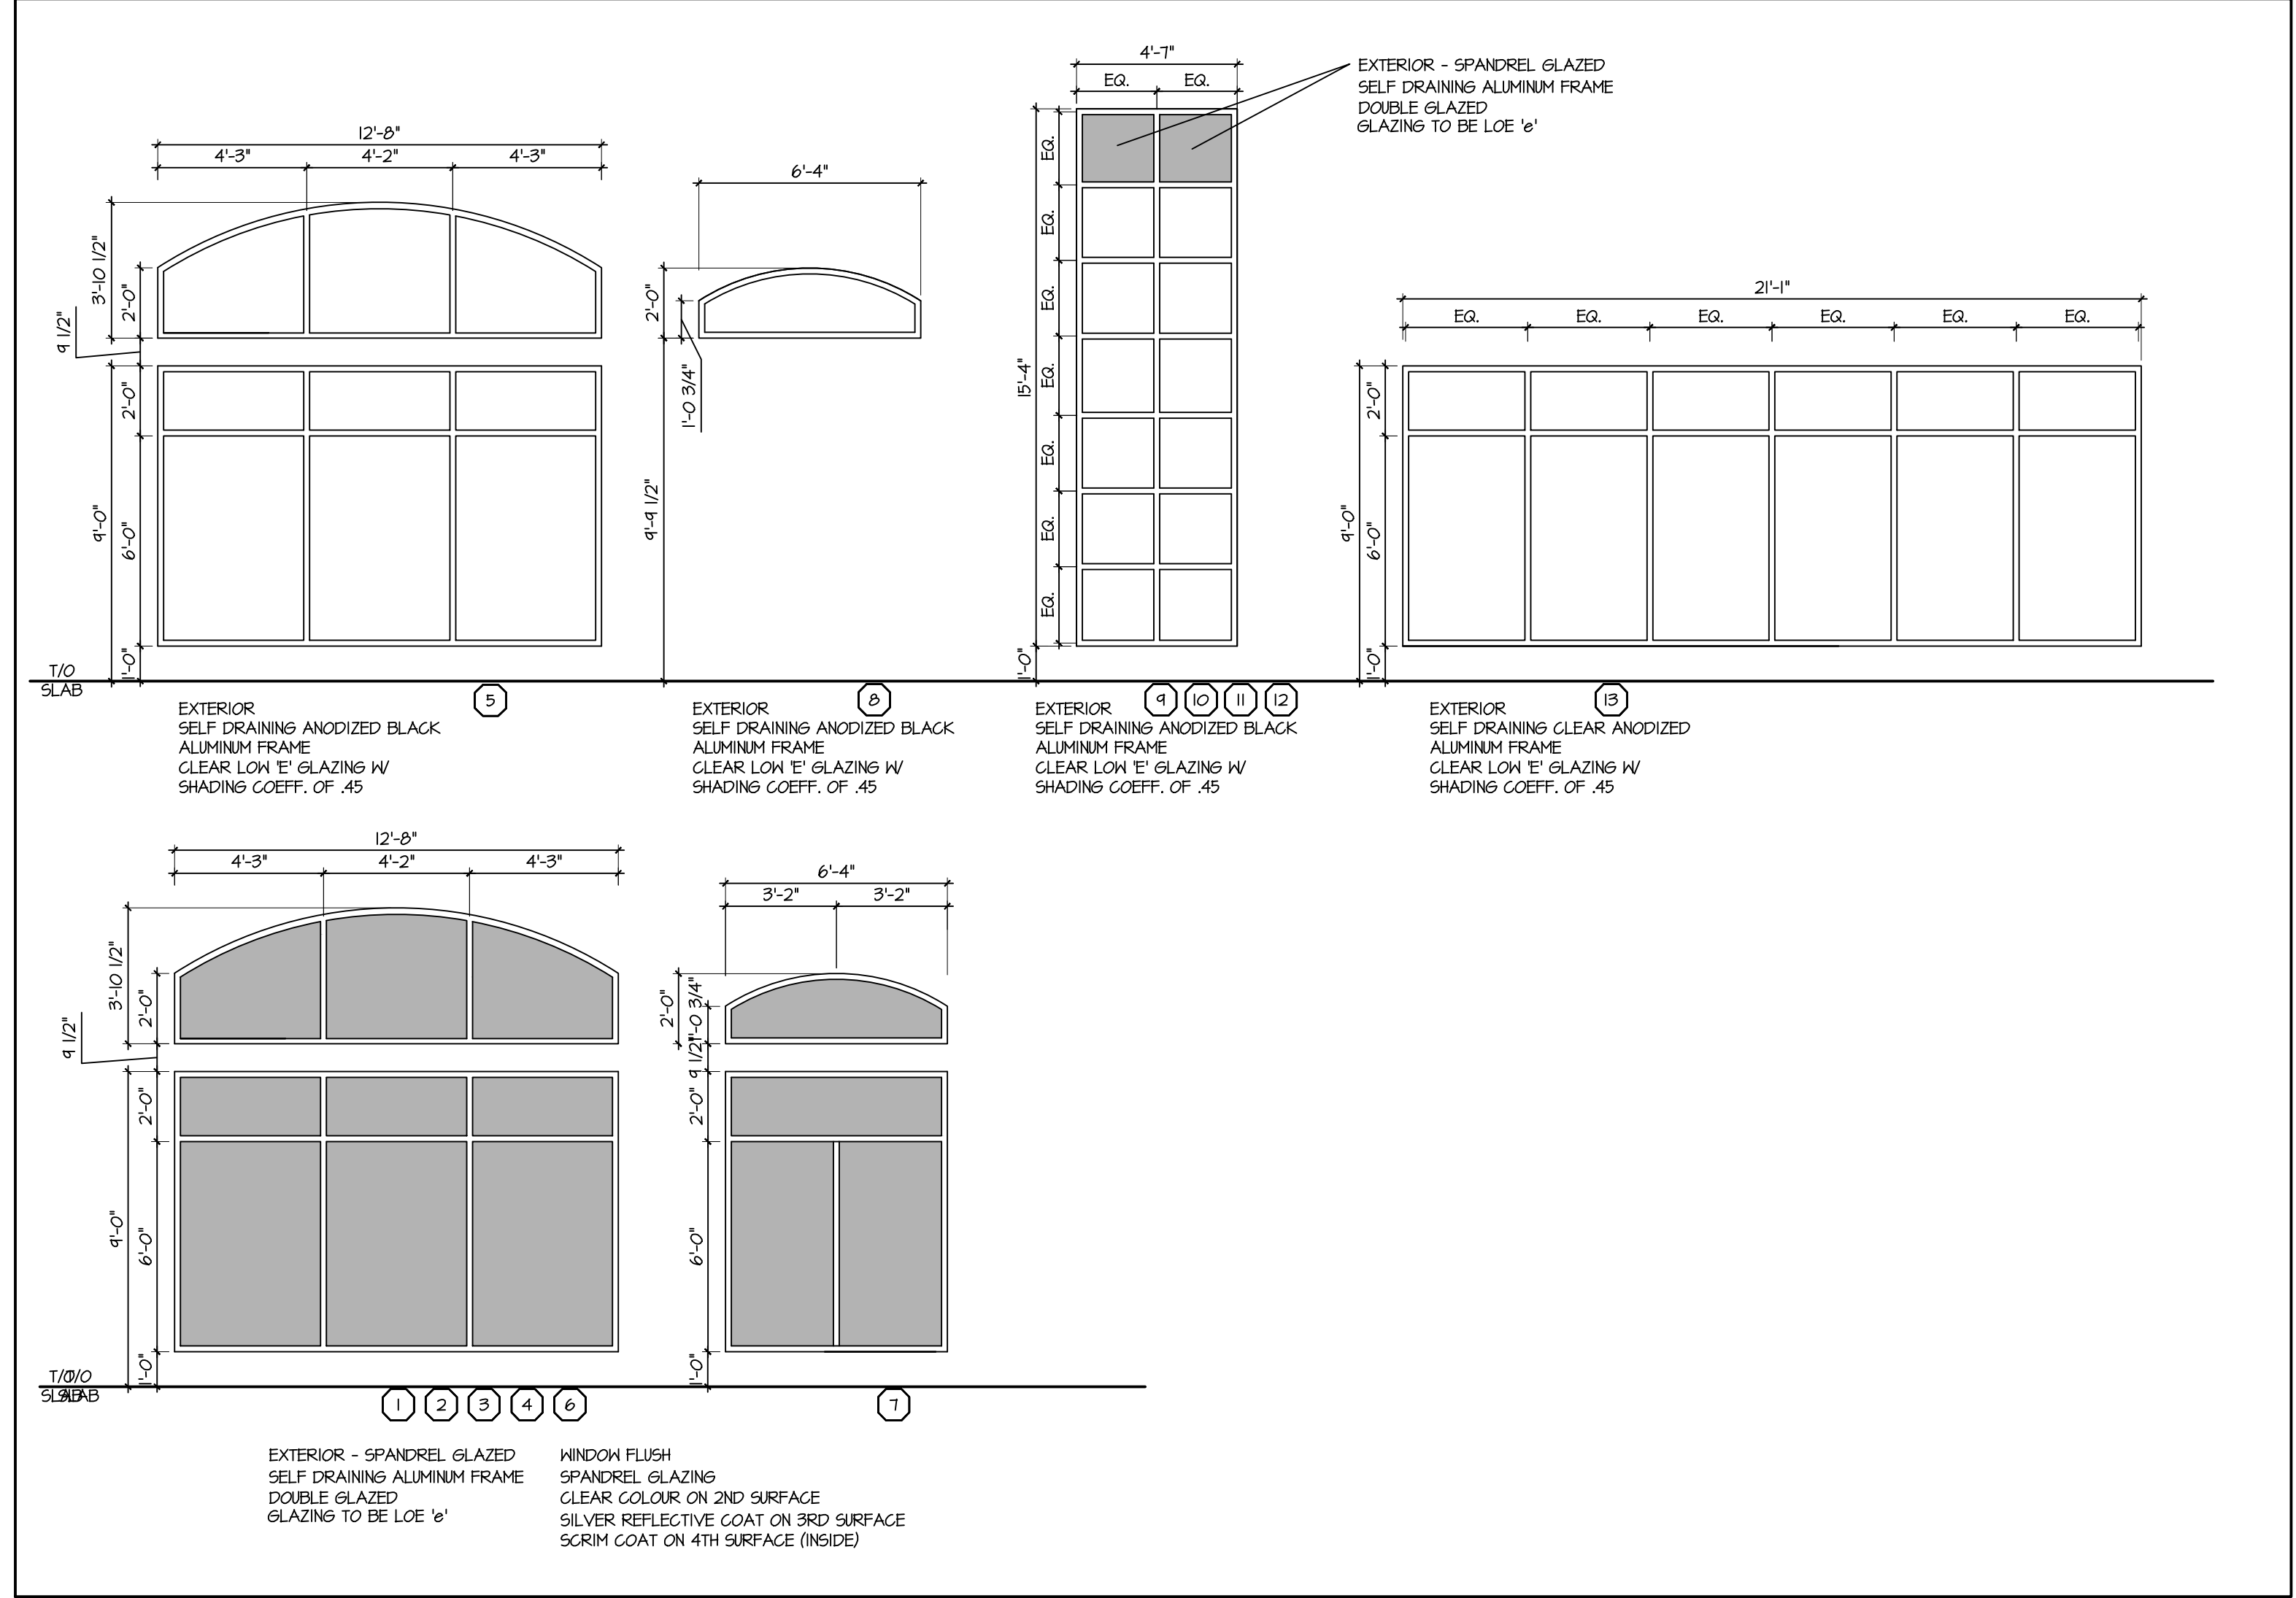 12'-8"
4'-3" 4'-2" 4'-3"
3'-10 1/2"
2'-0"
9 1/2"
2'-0"
9'-0"
6'-0"
1'-0"
T/O
SLAB
5
EXTERIOR
SELF DRAINING ANODIZED BLACK
ALUMINUM FRAME
CLEAR LOW 'E' GLAZING W/
SHADING COEFF. OF .45
6'-4"
2'-0"
1'-0 3/4"
9'-9 1/2"
8
EXTERIOR
SELF DRAINING ANODIZED BLACK
ALUMINUM FRAME
CLEAR LOW 'E' GLAZING W/
SHADING COEFF. OF .45
4'-7"
EQ. EQ.
EXTERIOR - SPANDREL GLAZED
SELF DRAINING ALUMINUM FRAME
DOUBLE GLAZED
GLAZING TO BE LOE 'e'
EQ.
EQ.
EQ.
EQ.
EQ.
EQ.
EQ.
15'-4"
1'-0"
9 10 11 12
EXTERIOR
SELF DRAINING ANODIZED BLACK
ALUMINUM FRAME
CLEAR LOW 'E' GLAZING W/
SHADING COEFF. OF .45
21'-1"
EQ. EQ. EQ. EQ. EQ. EQ.
2'-0"
9'-0"
6'-0"
1'-0"
13
EXTERIOR
SELF DRAINING CLEAR ANODIZED
ALUMINUM FRAME
CLEAR LOW 'E' GLAZING W/
SHADING COEFF. OF .45
12'-8"
4'-3" 4'-2" 4'-3"
3'-10 1/2"
2'-0"
9 1/2"
2'-0"
9'-0"
6'-0"
1'-0"
T/O T/O
SLAB SLAB
1 2 3 4 6
6'-4"
3'-2" 3'-2"
2'-0"
1'-0 3/4"
9 1/2"
2'-0"
6'-0"
1'-0"
7
EXTERIOR - SPANDREL GLAZED
SELF DRAINING ALUMINUM FRAME
DOUBLE GLAZED
GLAZING TO BE LOE 'e'
WINDOW FLUSH
SPANDREL GLAZING
CLEAR COLOUR ON 2ND SURFACE
SILVER REFLECTIVE COAT ON 3RD SURFACE
SCRIM COAT ON 4TH SURFACE (INSIDE)